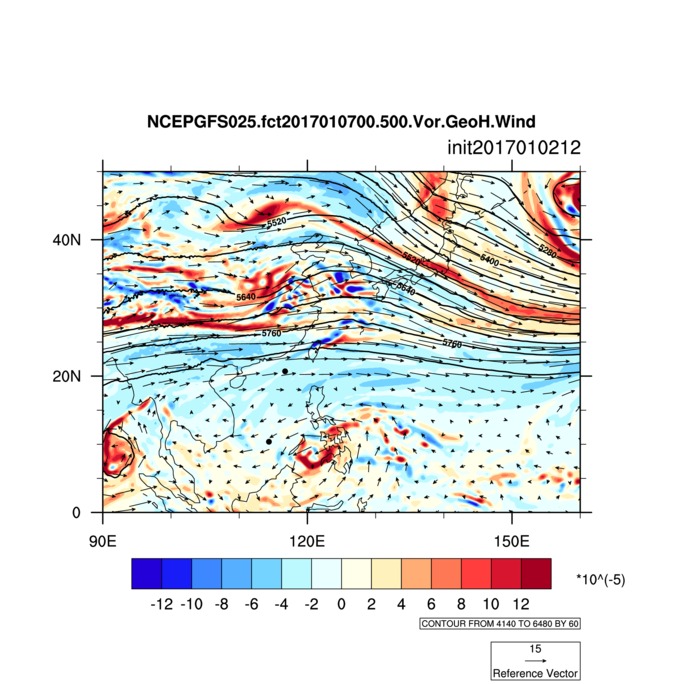 NCEPGFS025.fct2017010700.500.Vor.GeoH.Wind
init2017010212
5520
5280
40N
5520
5400
5640
5640
5760
5760
20N
0
90E 120E 150E
*10^(-5)
-12 -10 -8 -6 -4 -2 0 2 4 6 8 10 12
CONTOUR FROM 4140 TO 6480 BY 60
15
Reference Vector